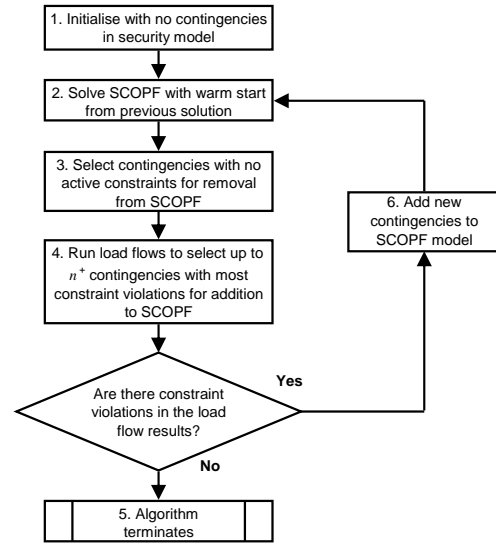 1. Initialise with no contingencies
in security model
2. Solve SCOPF with warm start
from previous solution
3. Select contingencies with no
active constraints for removal
from SCOPF
4. Run load flows to select up to
n⁺ contingencies with most
constraint violations for addition
to SCOPF
Are there constraint
violations in the load
flow results?
Yes
6. Add new
contingencies to
SCOPF model
No
5. Algorithm
terminates